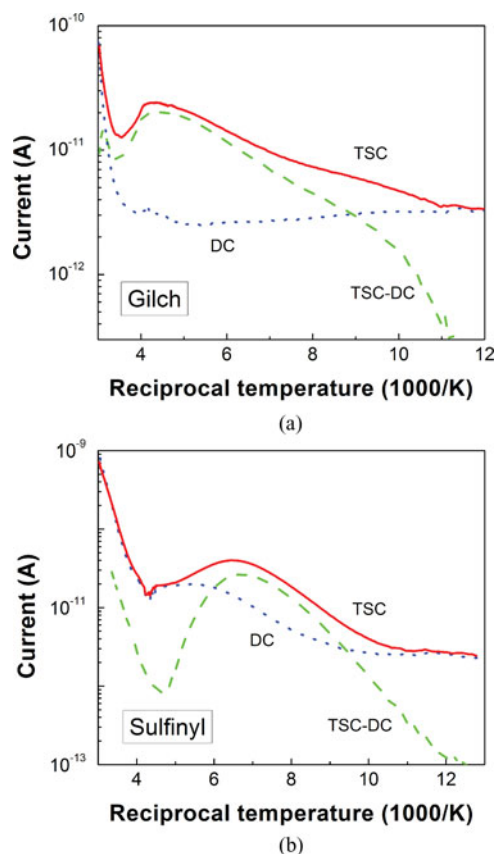 10^-10
10^-11
10^-12
Current (A)
TSC
DC
TSC-DC
Gilch
4 6 8 10 12
Reciprocal temperature (1000/K)
(a)
10^-9
10^-11
10^-13
Current (A)
TSC
DC
TSC-DC
Sulfinyl
4 6 8 10 12
Reciprocal temperature (1000/K)
(b)